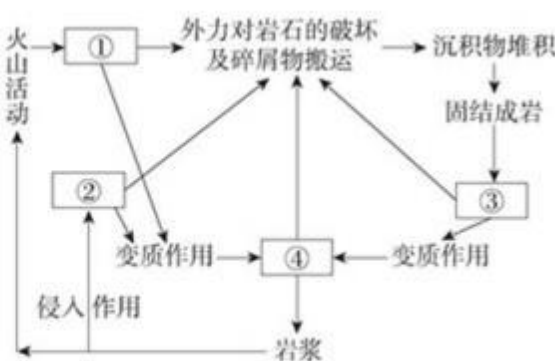 火山活动
①
外力对岩石的破坏
及碎屑物搬运
沉积物堆积
固结成岩
②
③
变质作用
④
变质作用
侵入作用
岩浆